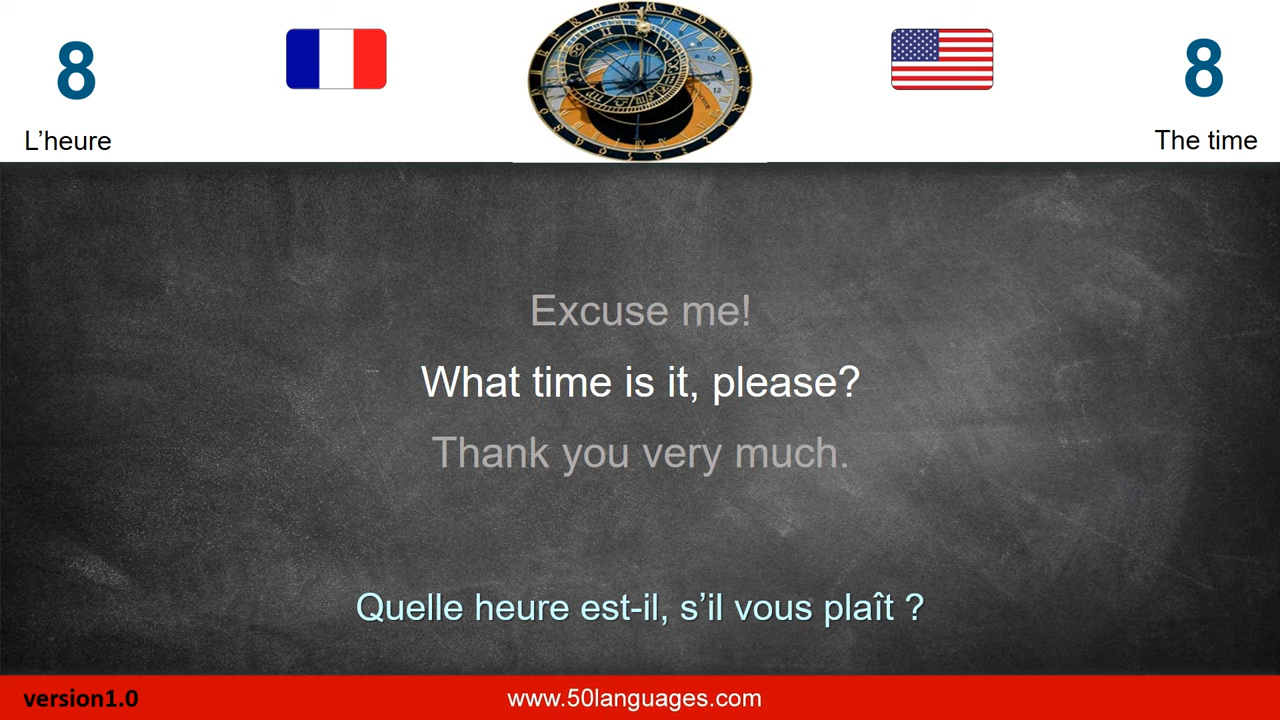 8
8
L’heure
The time
Excuse me!
What time is it, please?
Thank you very much.
Quelle heure est-il, s’il vous plaît ?
version1.0
www.50languages.com